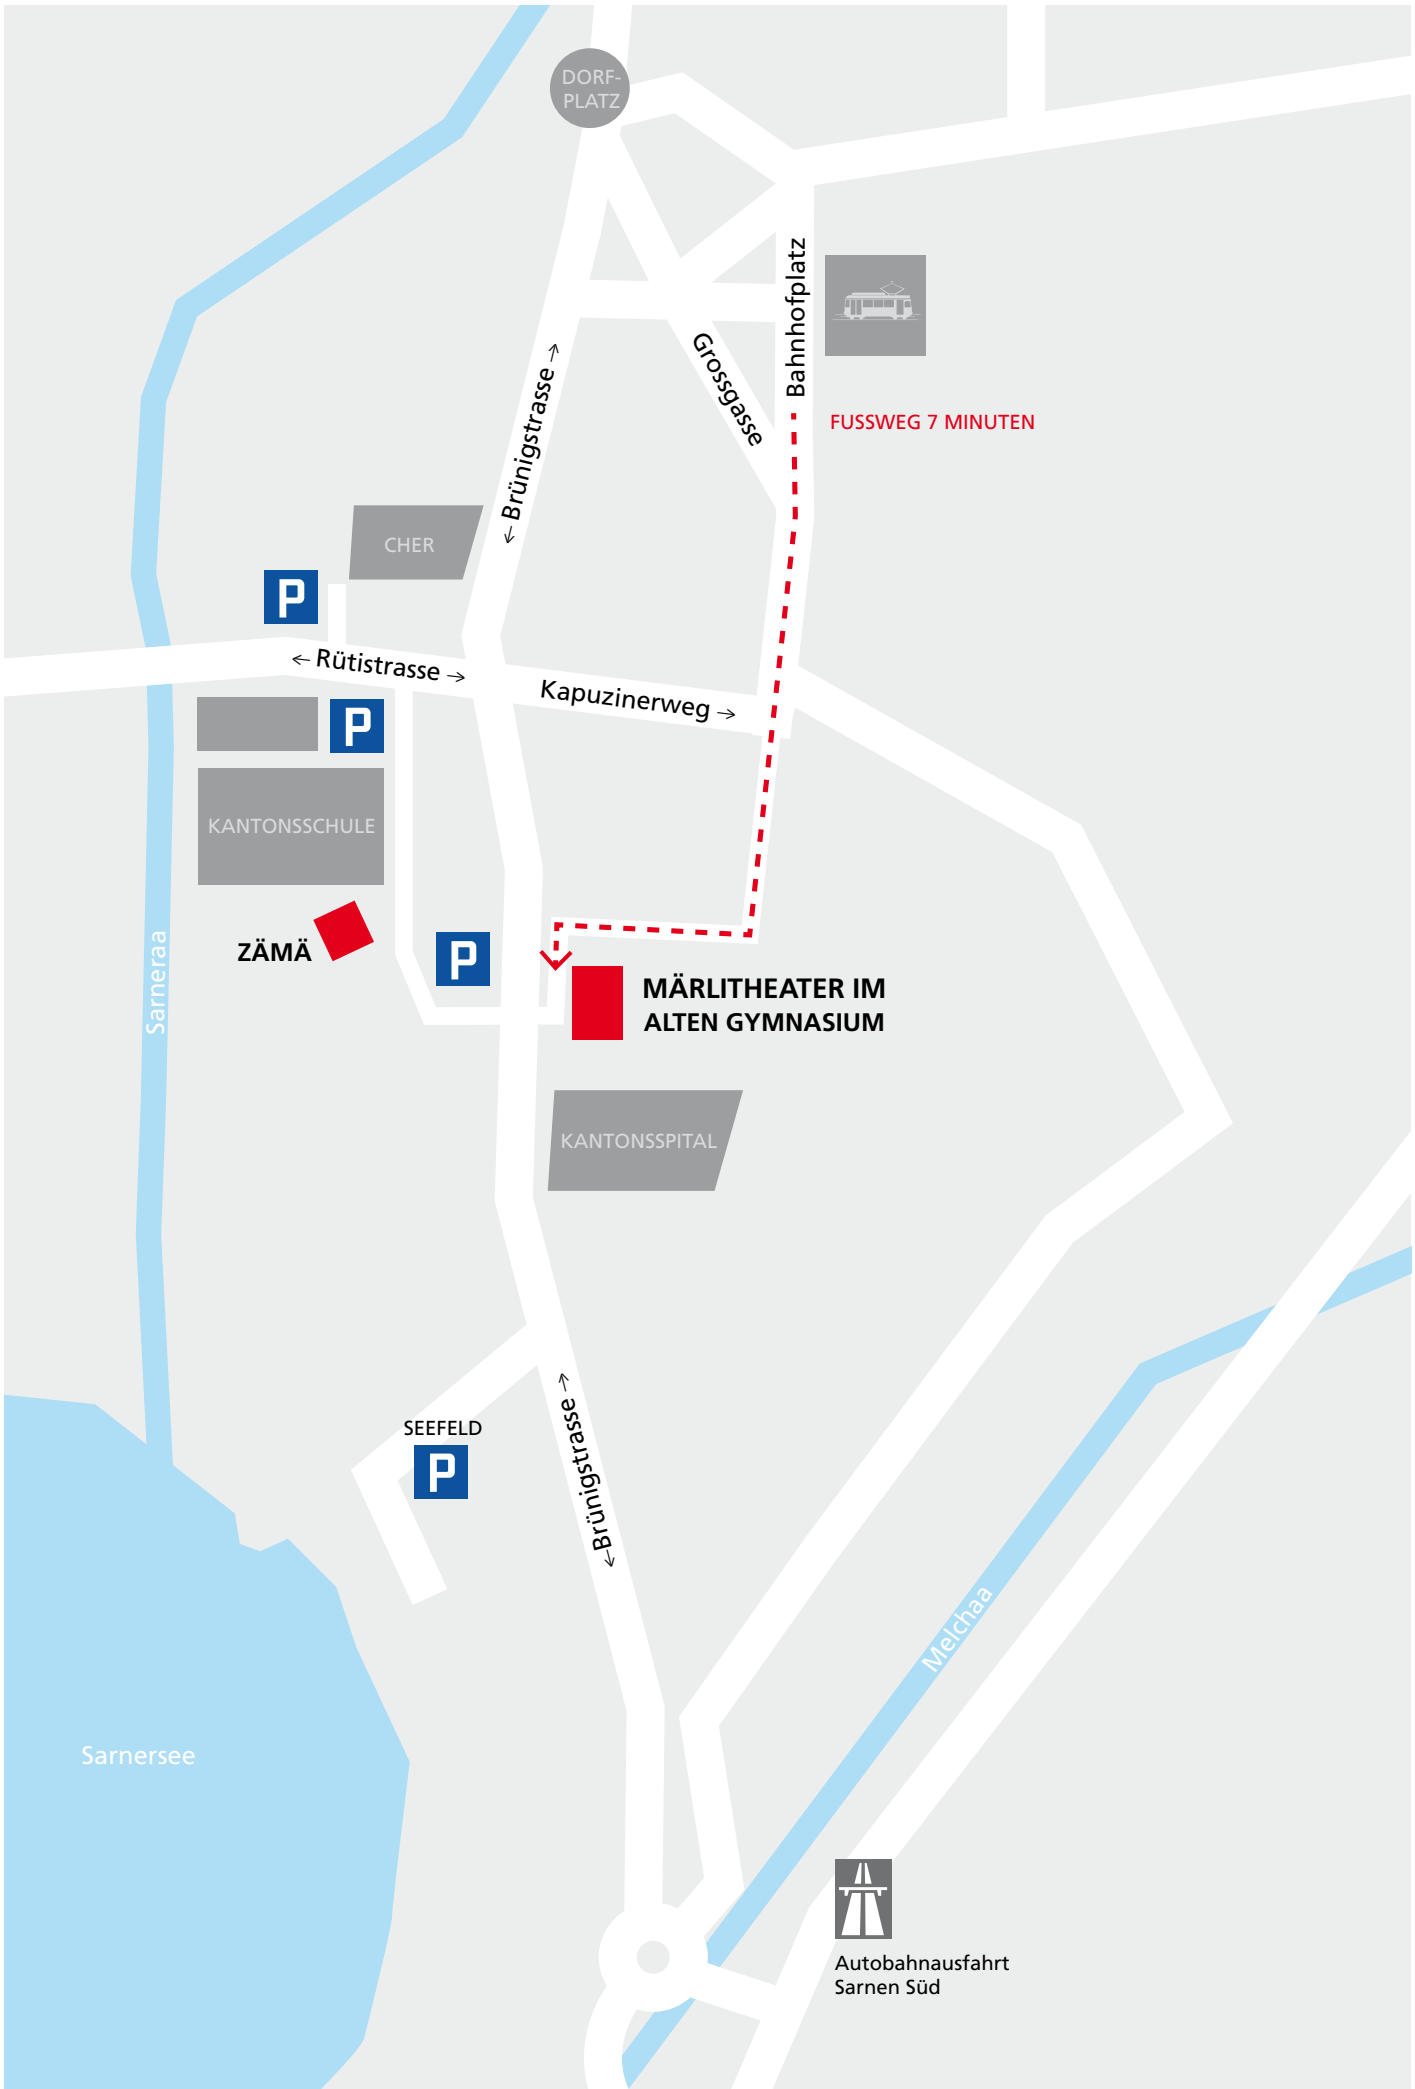 DORF-
PLATZ
Bahnhofplatz
Grossgasse
← Brünigstrasse →
FUSSWEG 7 MINUTEN
CHER
P
← Rütistrasse →
Kapuzinerweg →
P
KANTONSSCHULE
ZÄMÄ
P
Sarneraa
MÄRLITHEATER IM
ALTEN GYMNASIUM
KANTONSSPITAL
SEEFELD
P
←Brünigstrasse→
Melchaa
Sarnersee
Autobahnausfahrt
Sarnen Süd